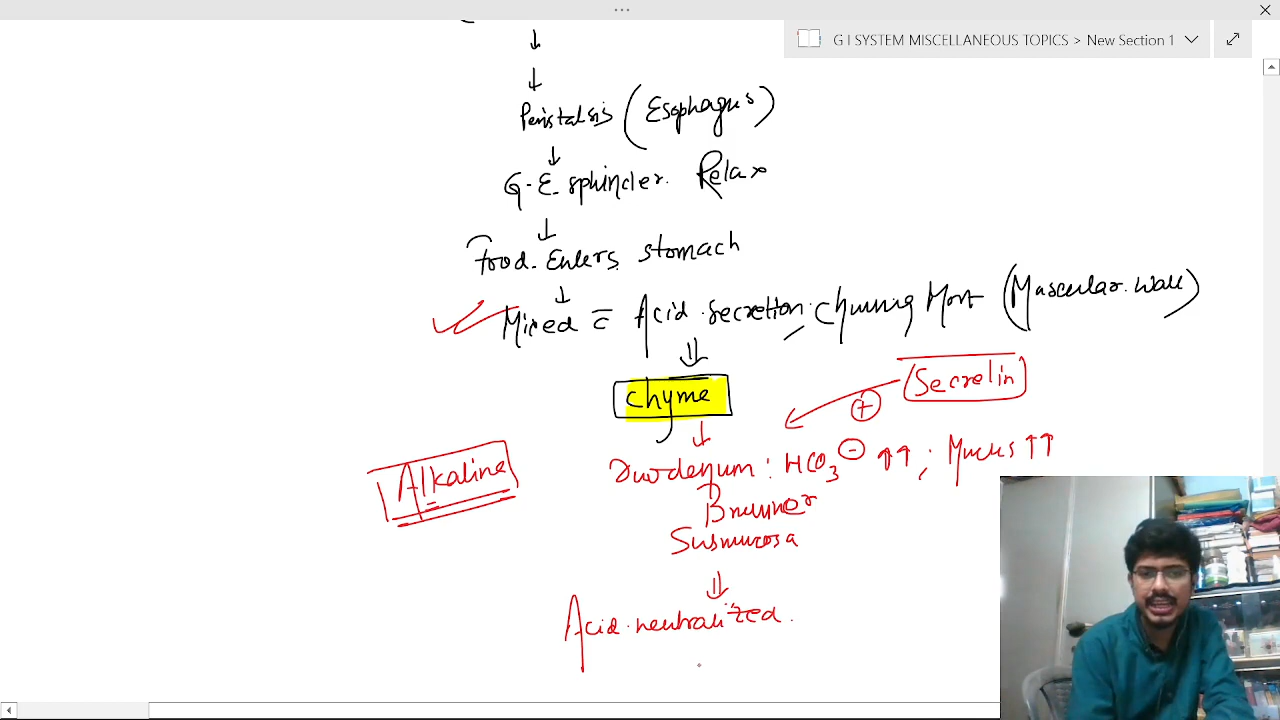 G I SYSTEM MISCELLANEOUS TOPICS > New Section 1
Peristalsis (Esophagus)
G-E sphincter. Relax
Food. Enters stomach
Mixed c̄ Acid secretion, churning Mov^t (Muscular wall)
Chyme
Secretin
+
Alkaline
Duodenum : HCO3⁻ ↑↑ ; Mucus ↑↑
Brunner
Submucosa
Acid neutralized.